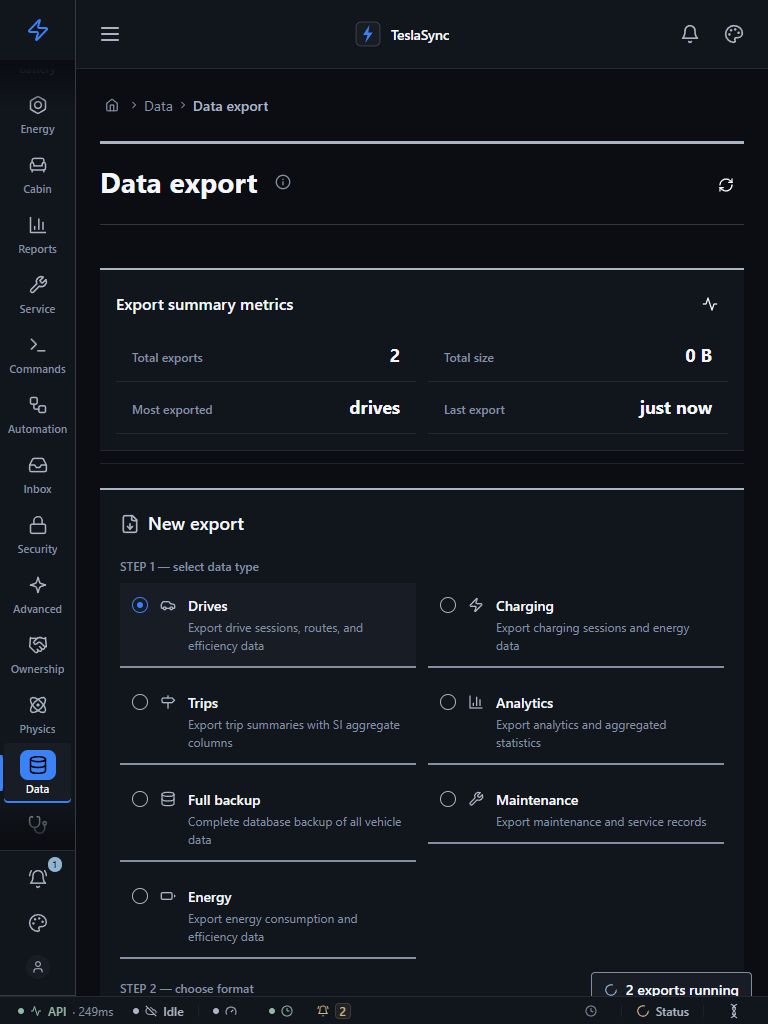 TeslaSync
Battery
Energy
Cabin
Reports
Service
Commands
Automation
Inbox
Security
Advanced
Ownership
Physics
Data
1
Data
Data export
Data export
Export summary metrics
Total exports
2
Total size
0 B
Most exported
drives
Last export
just now
New export
STEP 1 — select data type
Drives
Export drive sessions, routes, and
efficiency data
Charging
Export charging sessions and energy
data
Trips
Export trip summaries with SI aggregate
columns
Analytics
Export analytics and aggregated
statistics
Full backup
Complete database backup of all vehicle
data
Maintenance
Export maintenance and service records
Energy
Export energy consumption and
efficiency data
STEP 2 — choose format
2 exports running
API · 249ms
Idle
2
Status